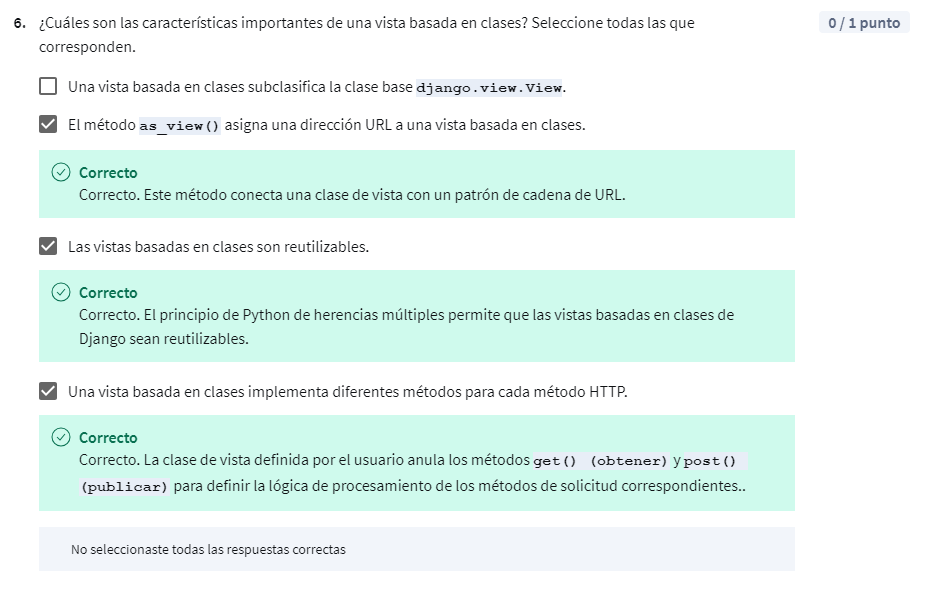 6. ¿Cuáles son las características importantes de una vista basada en clases? Seleccione todas las que
corresponden.
0 / 1 punto
Una vista basada en clases subclasifica la clase base django.view.View.
El método as_view() asigna una dirección URL a una vista basada en clases.
Correcto
Correcto. Este método conecta una clase de vista con un patrón de cadena de URL.
Las vistas basadas en clases son reutilizables.
Correcto
Correcto. El principio de Python de herencias múltiples permite que las vistas basadas en clases de
Django sean reutilizables.
Una vista basada en clases implementa diferentes métodos para cada método HTTP.
Correcto
Correcto. La clase de vista definida por el usuario anula los métodos get() (obtener) y post()
(publicar) para definir la lógica de procesamiento de los métodos de solicitud correspondientes..
No seleccionaste todas las respuestas correctas